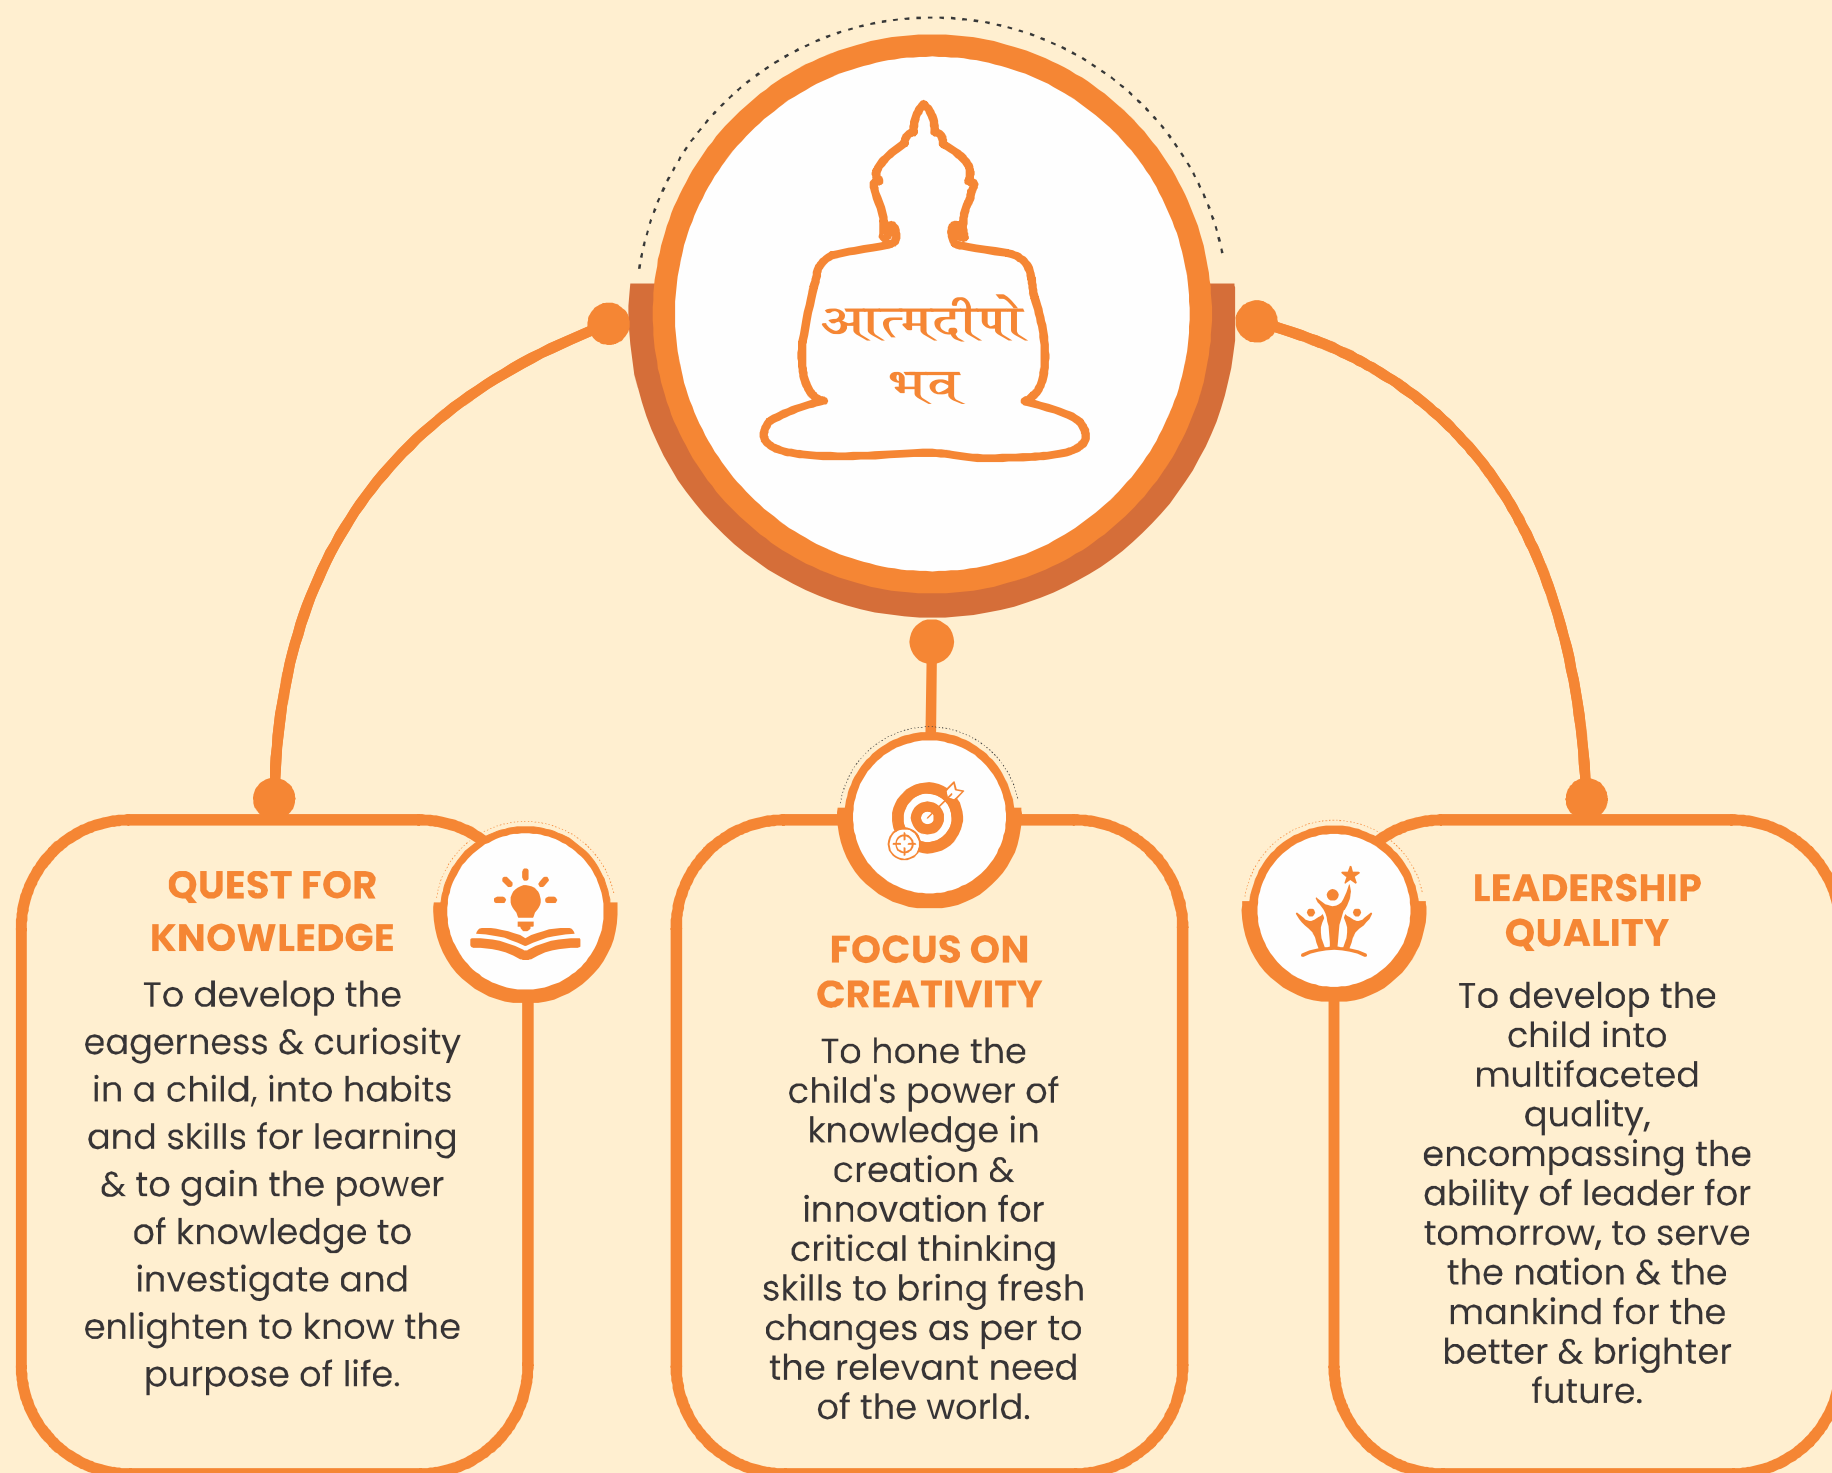 आत्मदीपो
भव
QUEST FOR
KNOWLEDGE
To develop the
eagerness & curiosity
in a child, into habits
and skills for learning
& to gain the power
of knowledge to
investigate and
enlighten to know the
purpose of life.
FOCUS ON
CREATIVITY
To hone the
child's power of
knowledge in
creation &
innovation for
critical thinking
skills to bring fresh
changes as per to
the relevant need
of the world.
LEADERSHIP
QUALITY
To develop the
child into
multifaceted
quality,
encompassing the
ability of leader for
tomorrow, to serve
the nation & the
mankind for the
better & brighter
future.